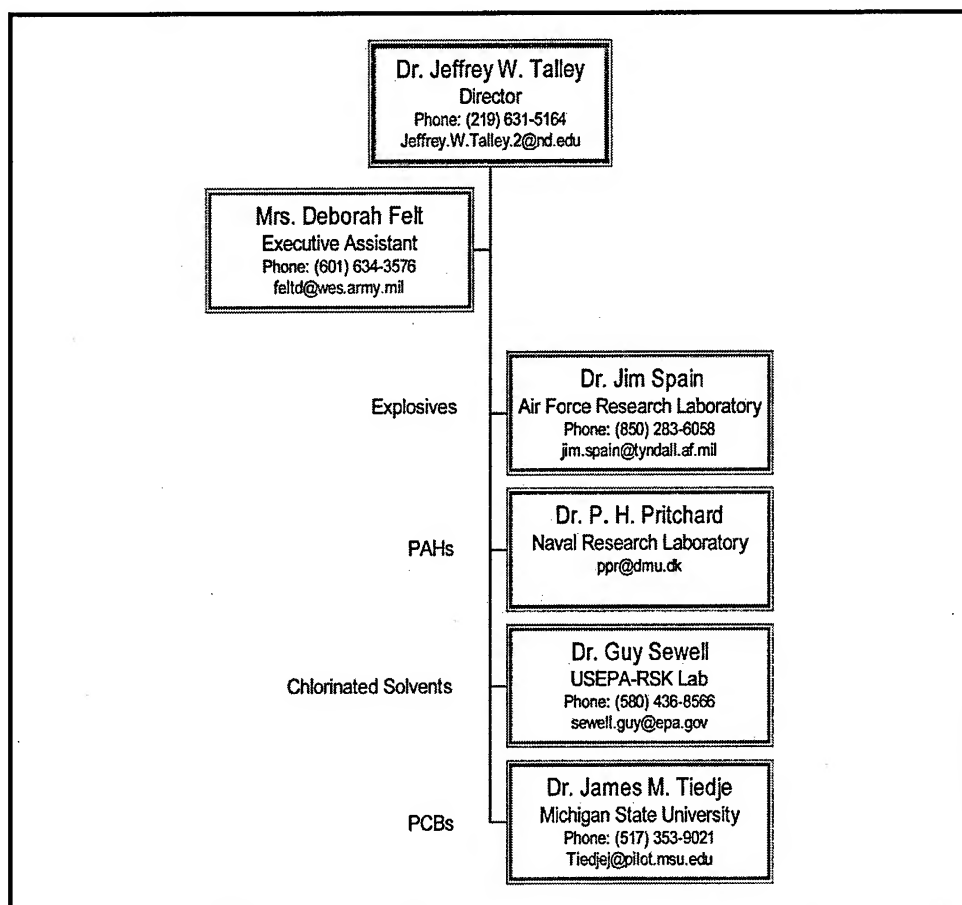 Dr. Jeffrey W. Talley
Director
Phone: (219) 631-5164
Jeffrey.W.Talley.2@nd.edu
Mrs. Deborah Felt
Executive Assistant
Phone: (601) 634-3576
feltd@wes.army.mil
Explosives
Dr. Jim Spain
Air Force Research Laboratory
Phone: (850) 283-6058
jim.spain@tyndall.af.mil
PAHs
Dr. P. H. Pritchard
Naval Research Laboratory
ppr@dmu.dk
Chlorinated Solvents
Dr. Guy Sewell
USEPA-RSK Lab
Phone: (580) 436-8566
sewell.guy@epa.gov
PCBs
Dr. James M. Tiedje
Michigan State University
Phone: (517) 353-9021
Tiedjej@pilot.msu.edu